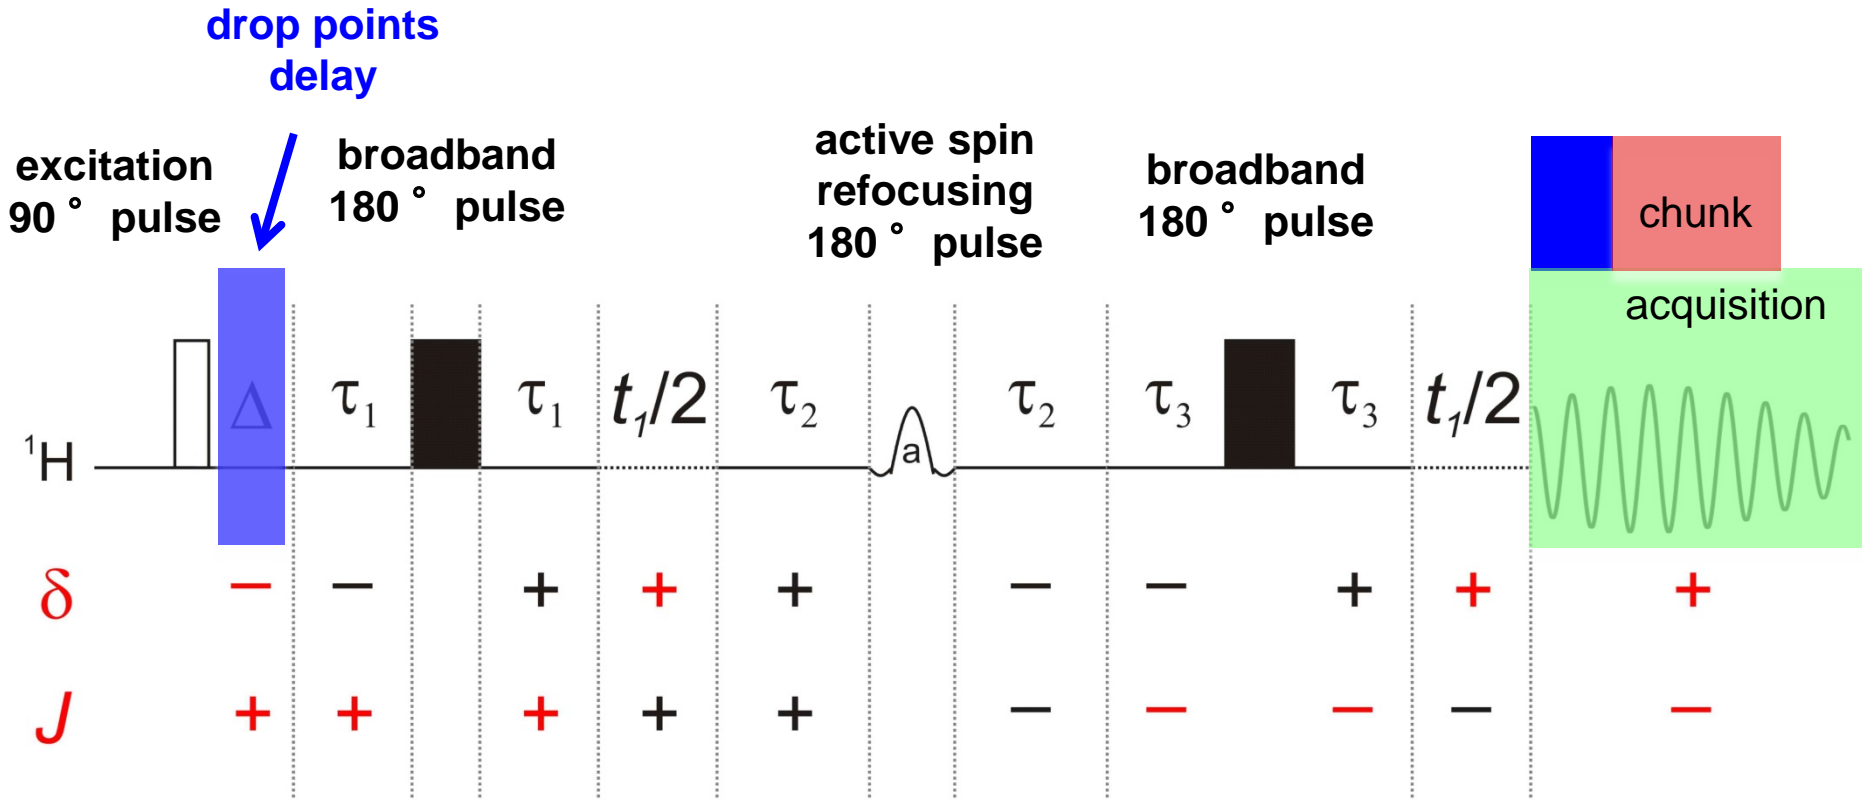 drop points
delay
excitation
90° pulse
broadband
180° pulse
active spin
refocusing
180° pulse
broadband
180° pulse
chunk
acquisition
¹H
Δ
τ₁
τ₁
t₁/2
τ₂
a
τ₂
τ₃
τ₃
t₁/2
δ − − + + + − − + + +
J + + + + + − − − − −